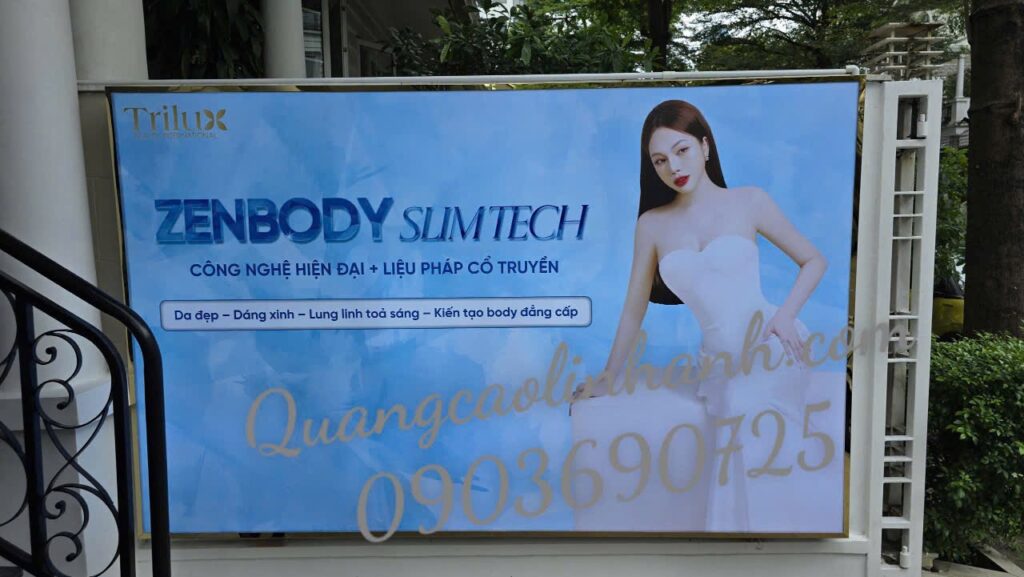 Trilux
ZENBODY SLIMTECH
CÔNG NGHỆ HIỆN ĐẠI + LIỆU PHÁP CỔ TRUYỀN
Da đẹp – Dáng xinh – Lung linh toả sáng – Kiến tạo body đẳng cấp
Quangcaolinhanh.com
0903690725